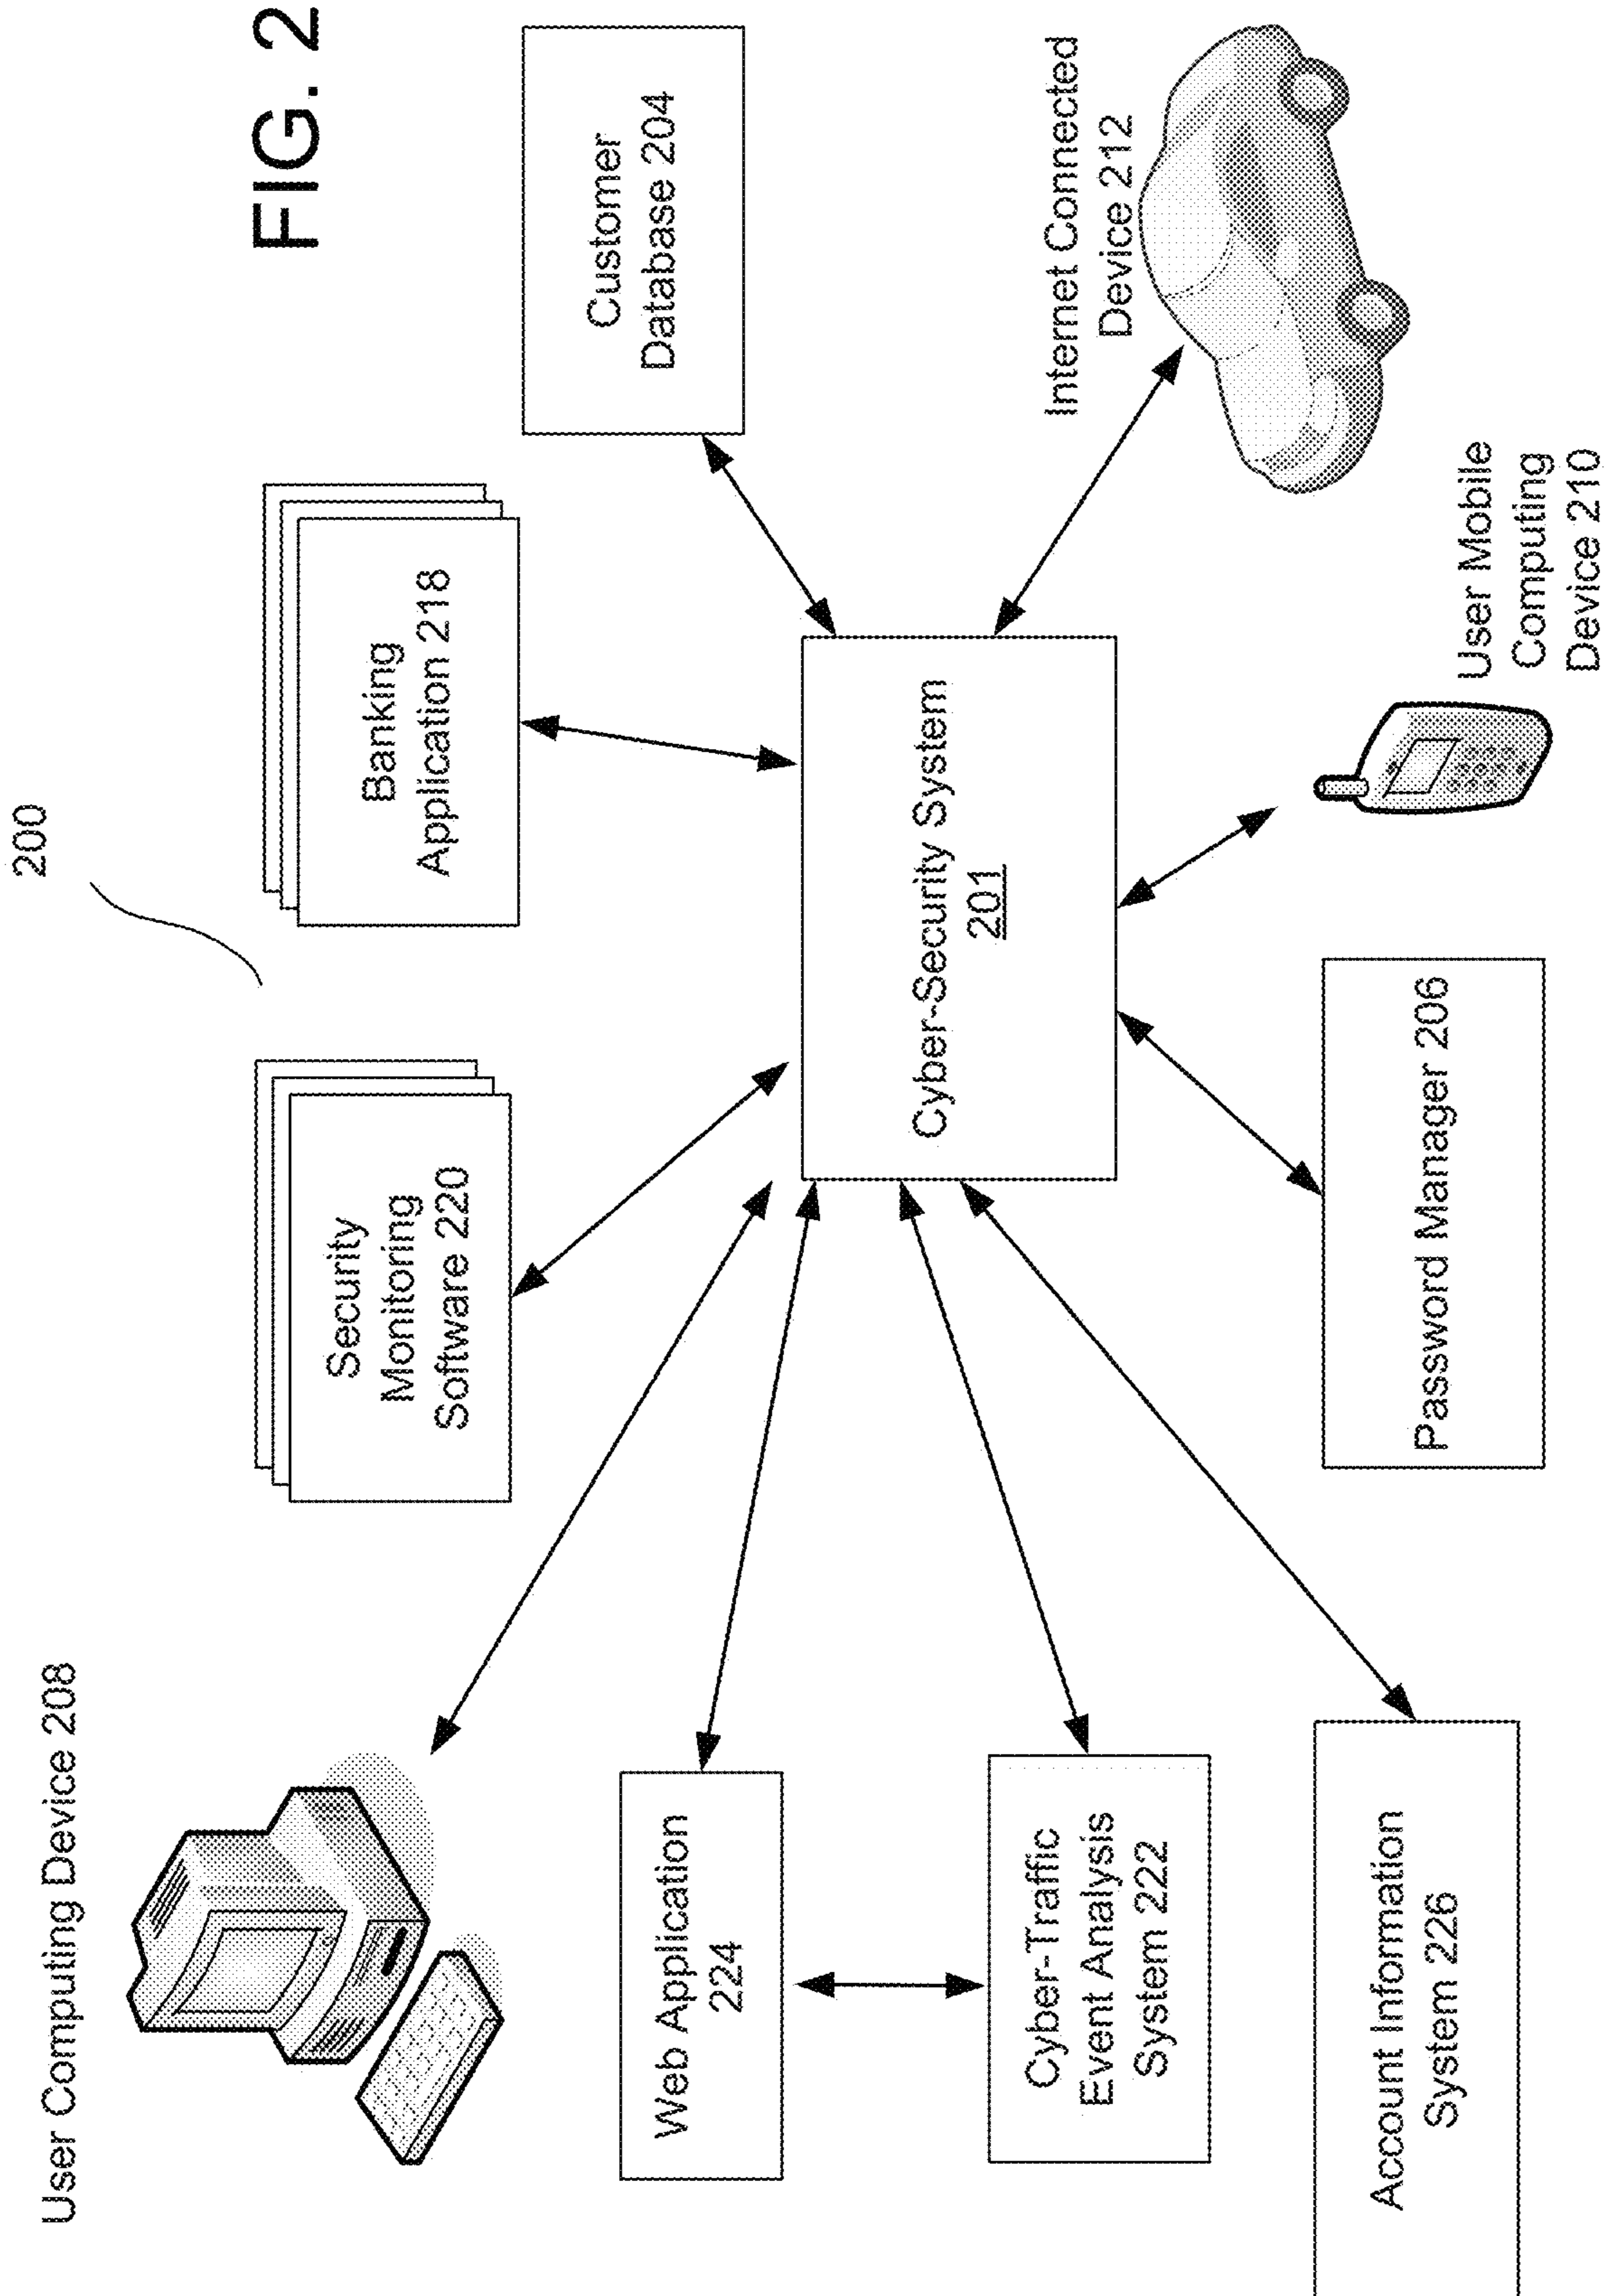 FIG. 2
200
User Computing Device 208
Security
Monitoring
Software 220
Banking
Application 218
Customer
Database 204
Web Application
224
Cyber-Security System
201
Internet Connected
Device 212
Cyber-Traffic
Event Analysis
System 222
Account Information
System 226
Password Manager 206
User Mobile
Computing
Device 210